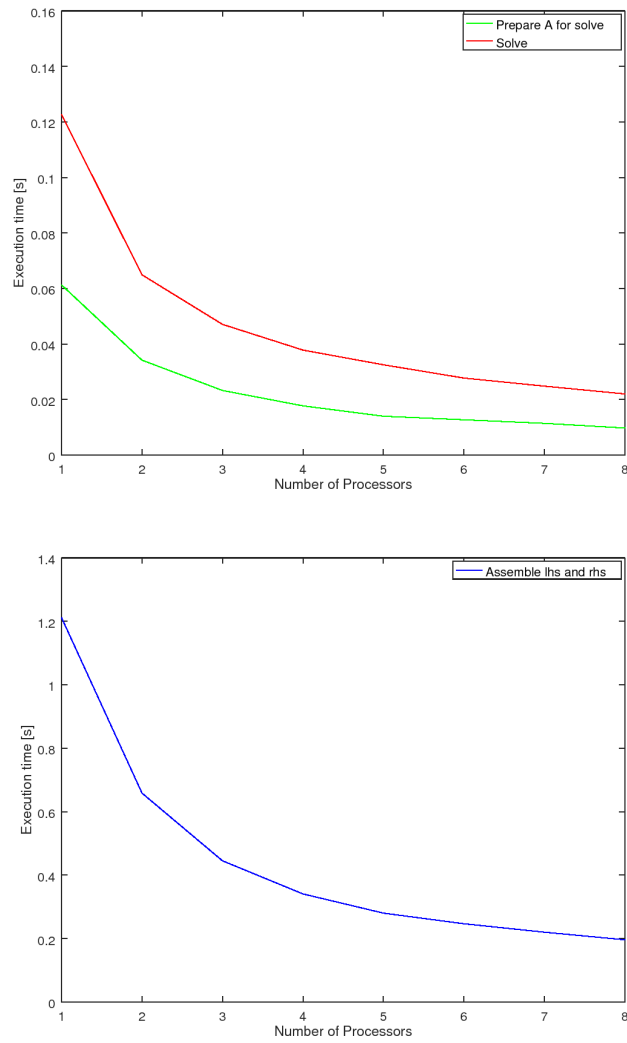 0.16
0.14
0.12
0.1
0.08
0.06
0.04
0.02
0
Execution time [s]
Prepare A for solve
Solve
1 2 3 4 5 6 7 8
Number of Processors
1.4
1.2
1
0.8
0.6
0.4
0.2
0
Execution time [s]
Assemble lhs and rhs
1 2 3 4 5 6 7 8
Number of Processors